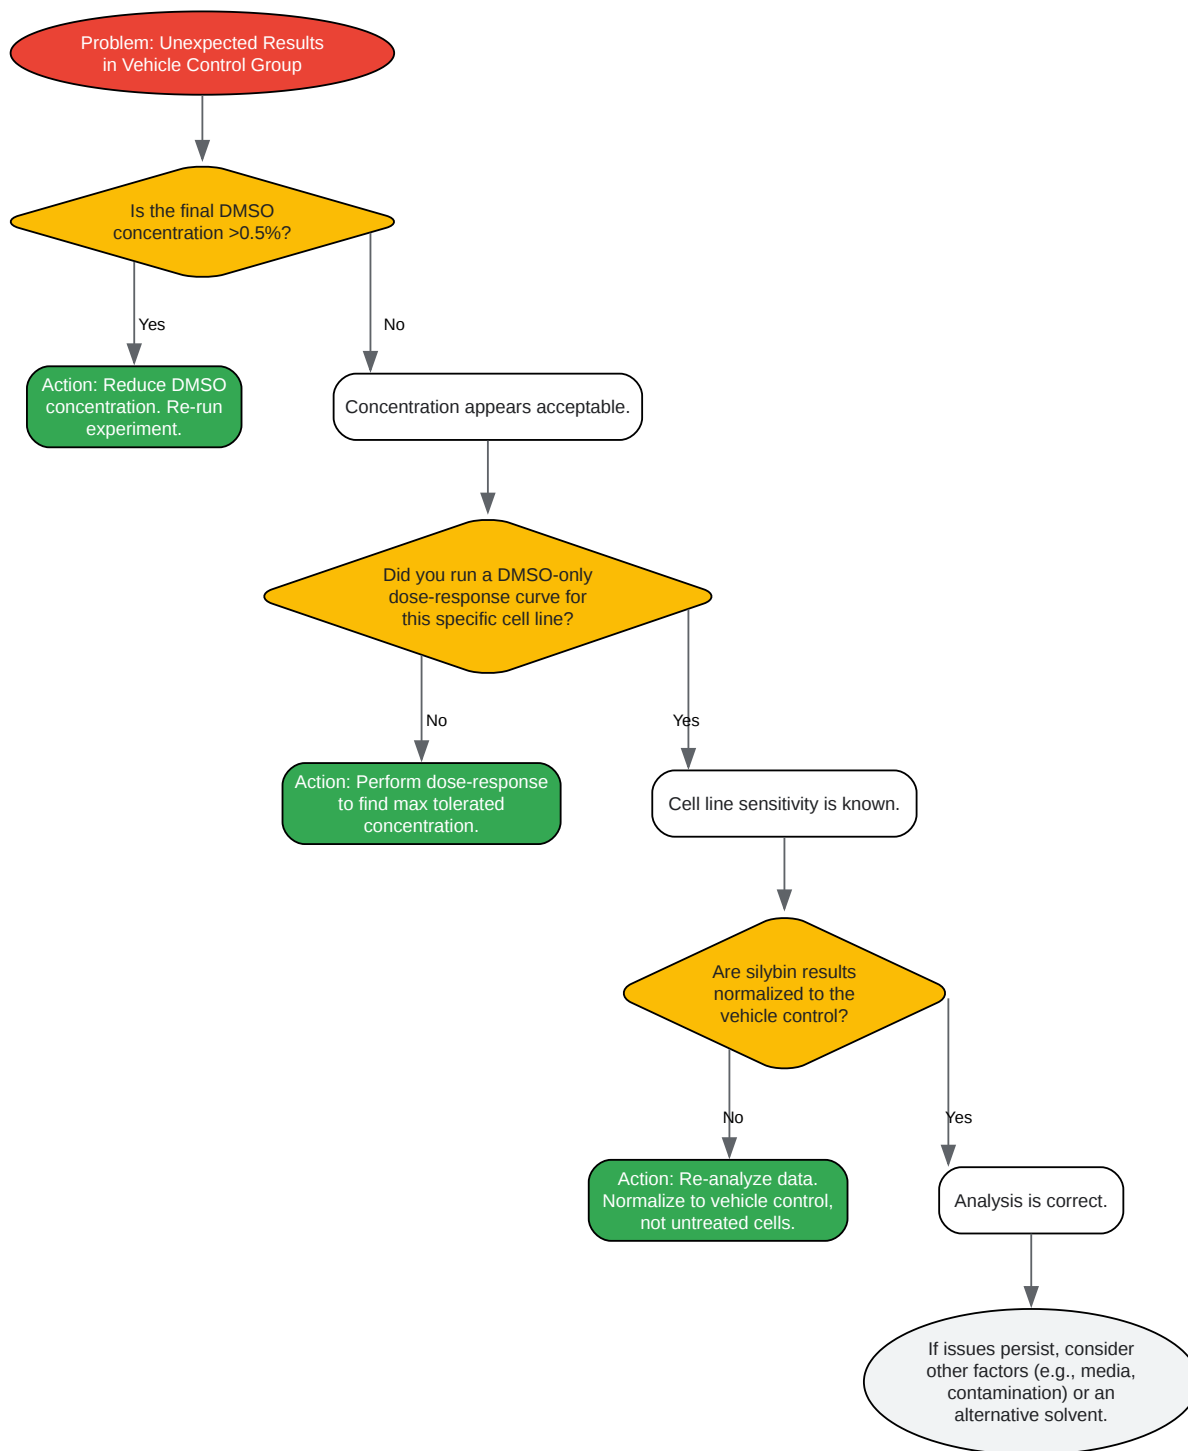 Problem: Unexpected Results
in Vehicle Control Group
Is the final DMSO
concentration >0.5%?
Yes
No
Action: Reduce DMSO
concentration. Re-run
experiment.
Concentration appears acceptable.
Did you run a DMSO-only
dose-response curve for
this specific cell line?
No
Yes
Action: Perform dose-response
to find max tolerated
concentration.
Cell line sensitivity is known.
Are silybin results
normalized to the
vehicle control?
No
Yes
Action: Re-analyze data.
Normalize to vehicle control,
not untreated cells.
Analysis is correct.
If issues persist, consider
other factors (e.g., media,
contamination) or an
alternative solvent.